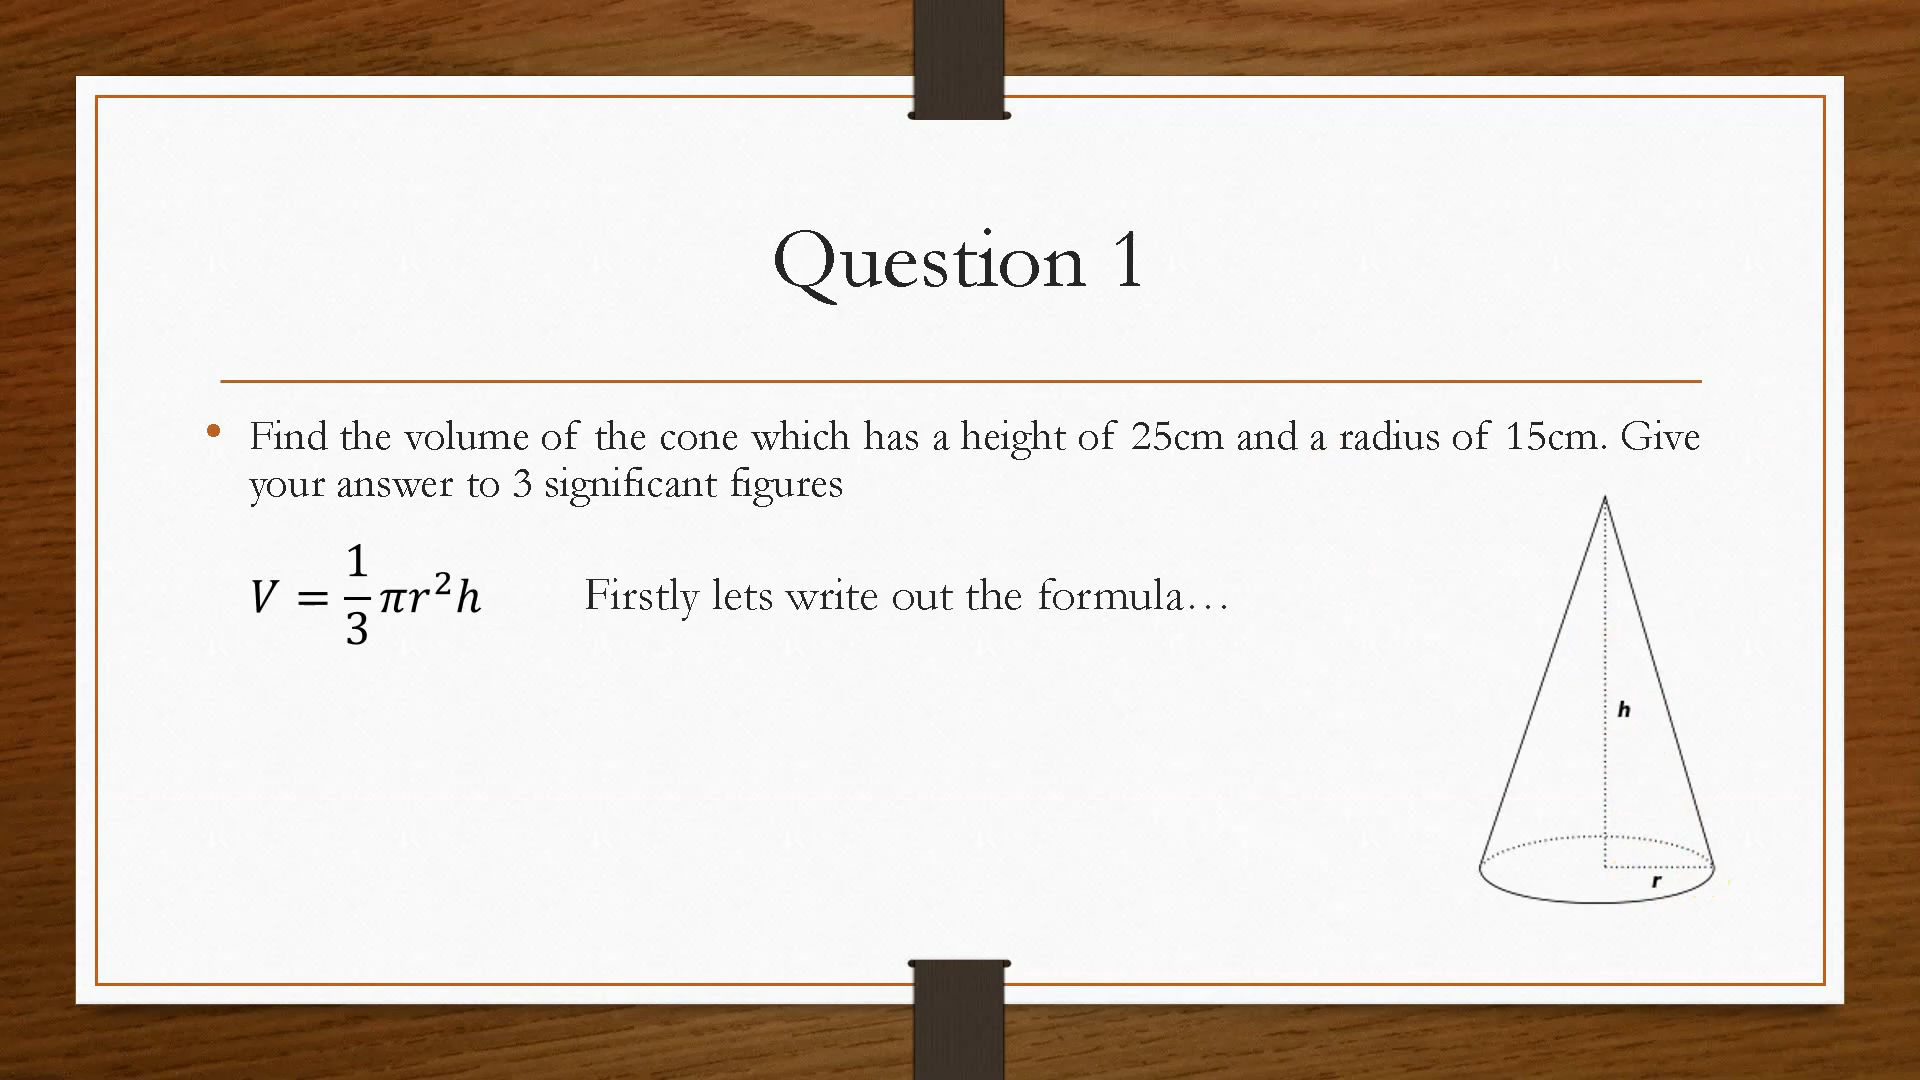 Question 1
• Find the volume of the cone which has a height of 25cm and a radius of 15cm. Give
your answer to 3 significant figures
V = 1/3 πr²h
Firstly lets write out the formula…
h
r